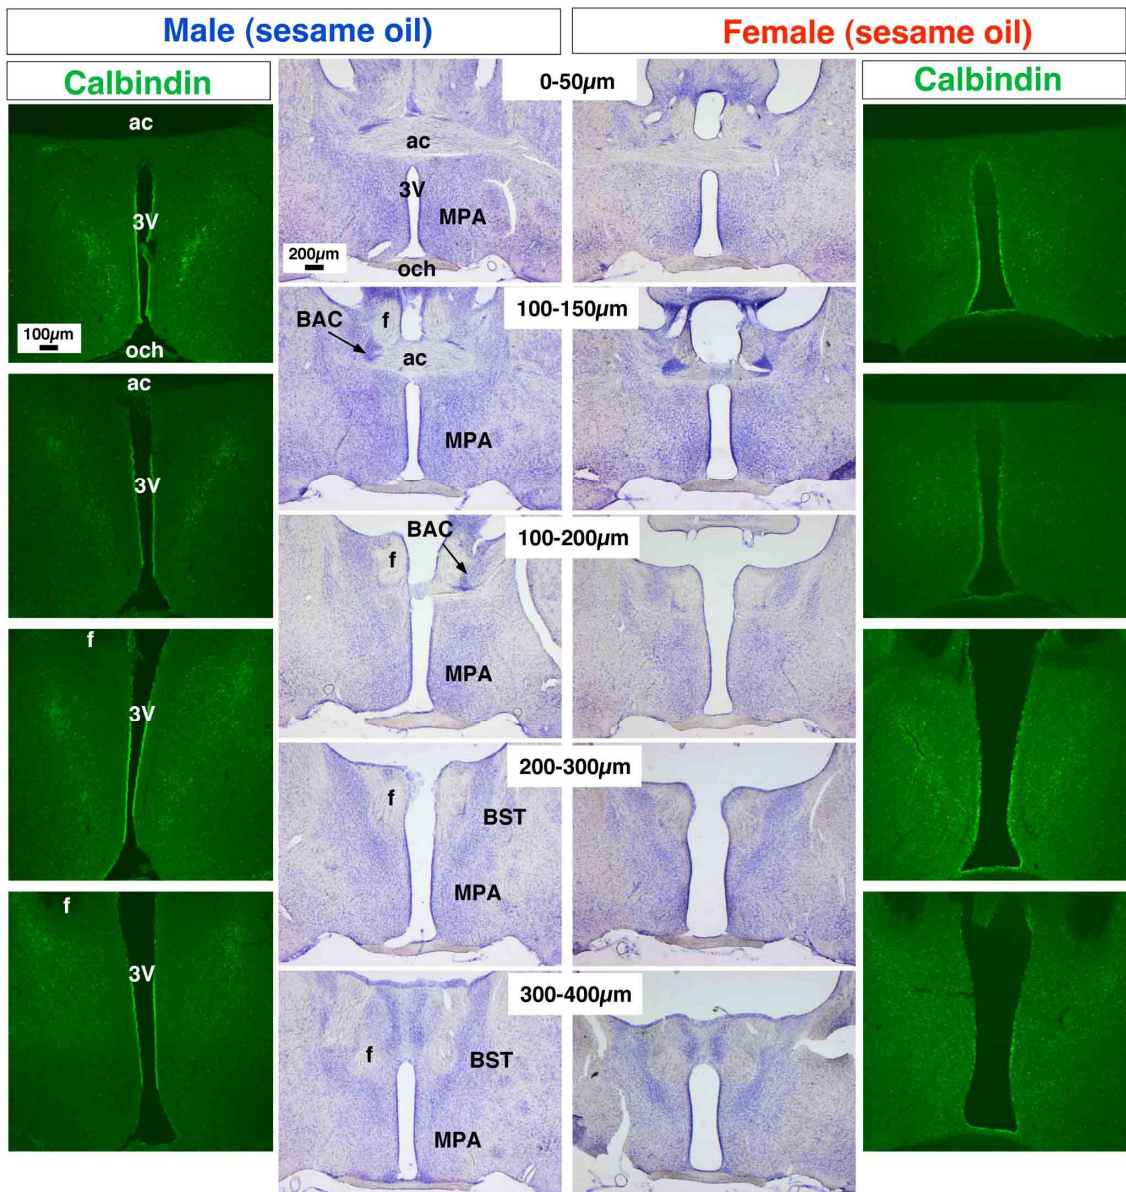 Male (sesame oil)
Female (sesame oil)
Calbindin
Calbindin
0-50µm
ac
ac
3V
3V
MPA
200µm
och
100µm
och
100-150µm
BAC
f
ac
ac
MPA
3V
100-200µm
BAC
f
f
MPA
3V
200-300µm
f
BST
MPA
f
300-400µm
3V
f
BST
MPA